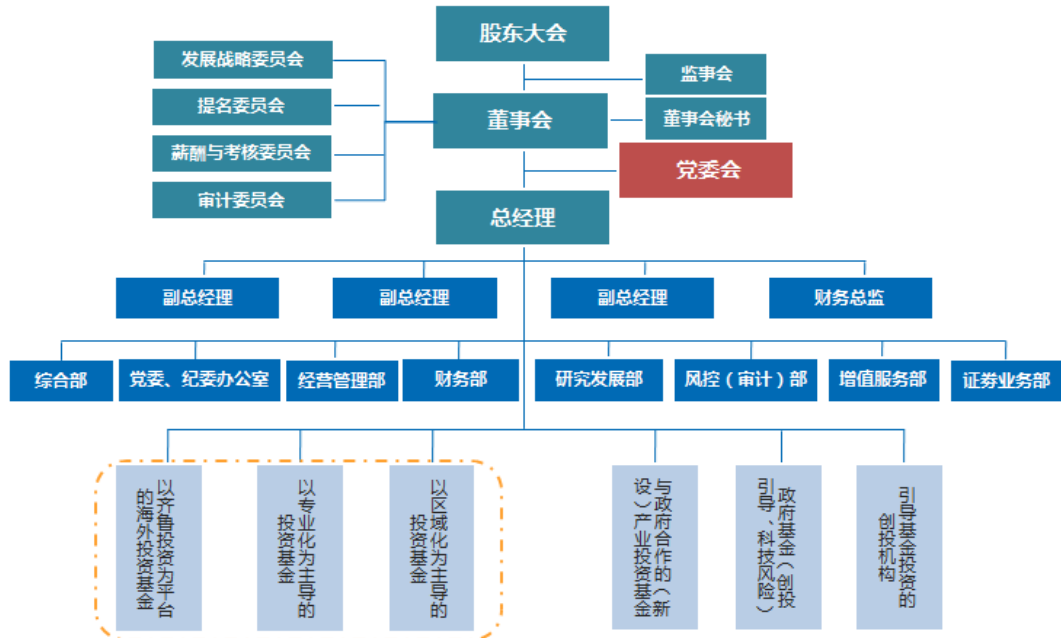 股东大会
发展战略委员会
监事会
提名委员会
董事会
董事会秘书
薪酬与考核委员会
党委会
审计委员会
总经理
副总经理
副总经理
副总经理
财务总监
综合部
党委、纪委办公室
经营管理部
财务部
研究发展部
风控（审计）部
增值服务部
证券业务部
以齐鲁投资为平台
的海外投资基金
以专业化为主导的
投资基金
以区域化为主导的
投资基金
与政府合作的（新
设）产业投资基金
政府基金（创投
引导、科技风险）
引导基金投资的
创投机构